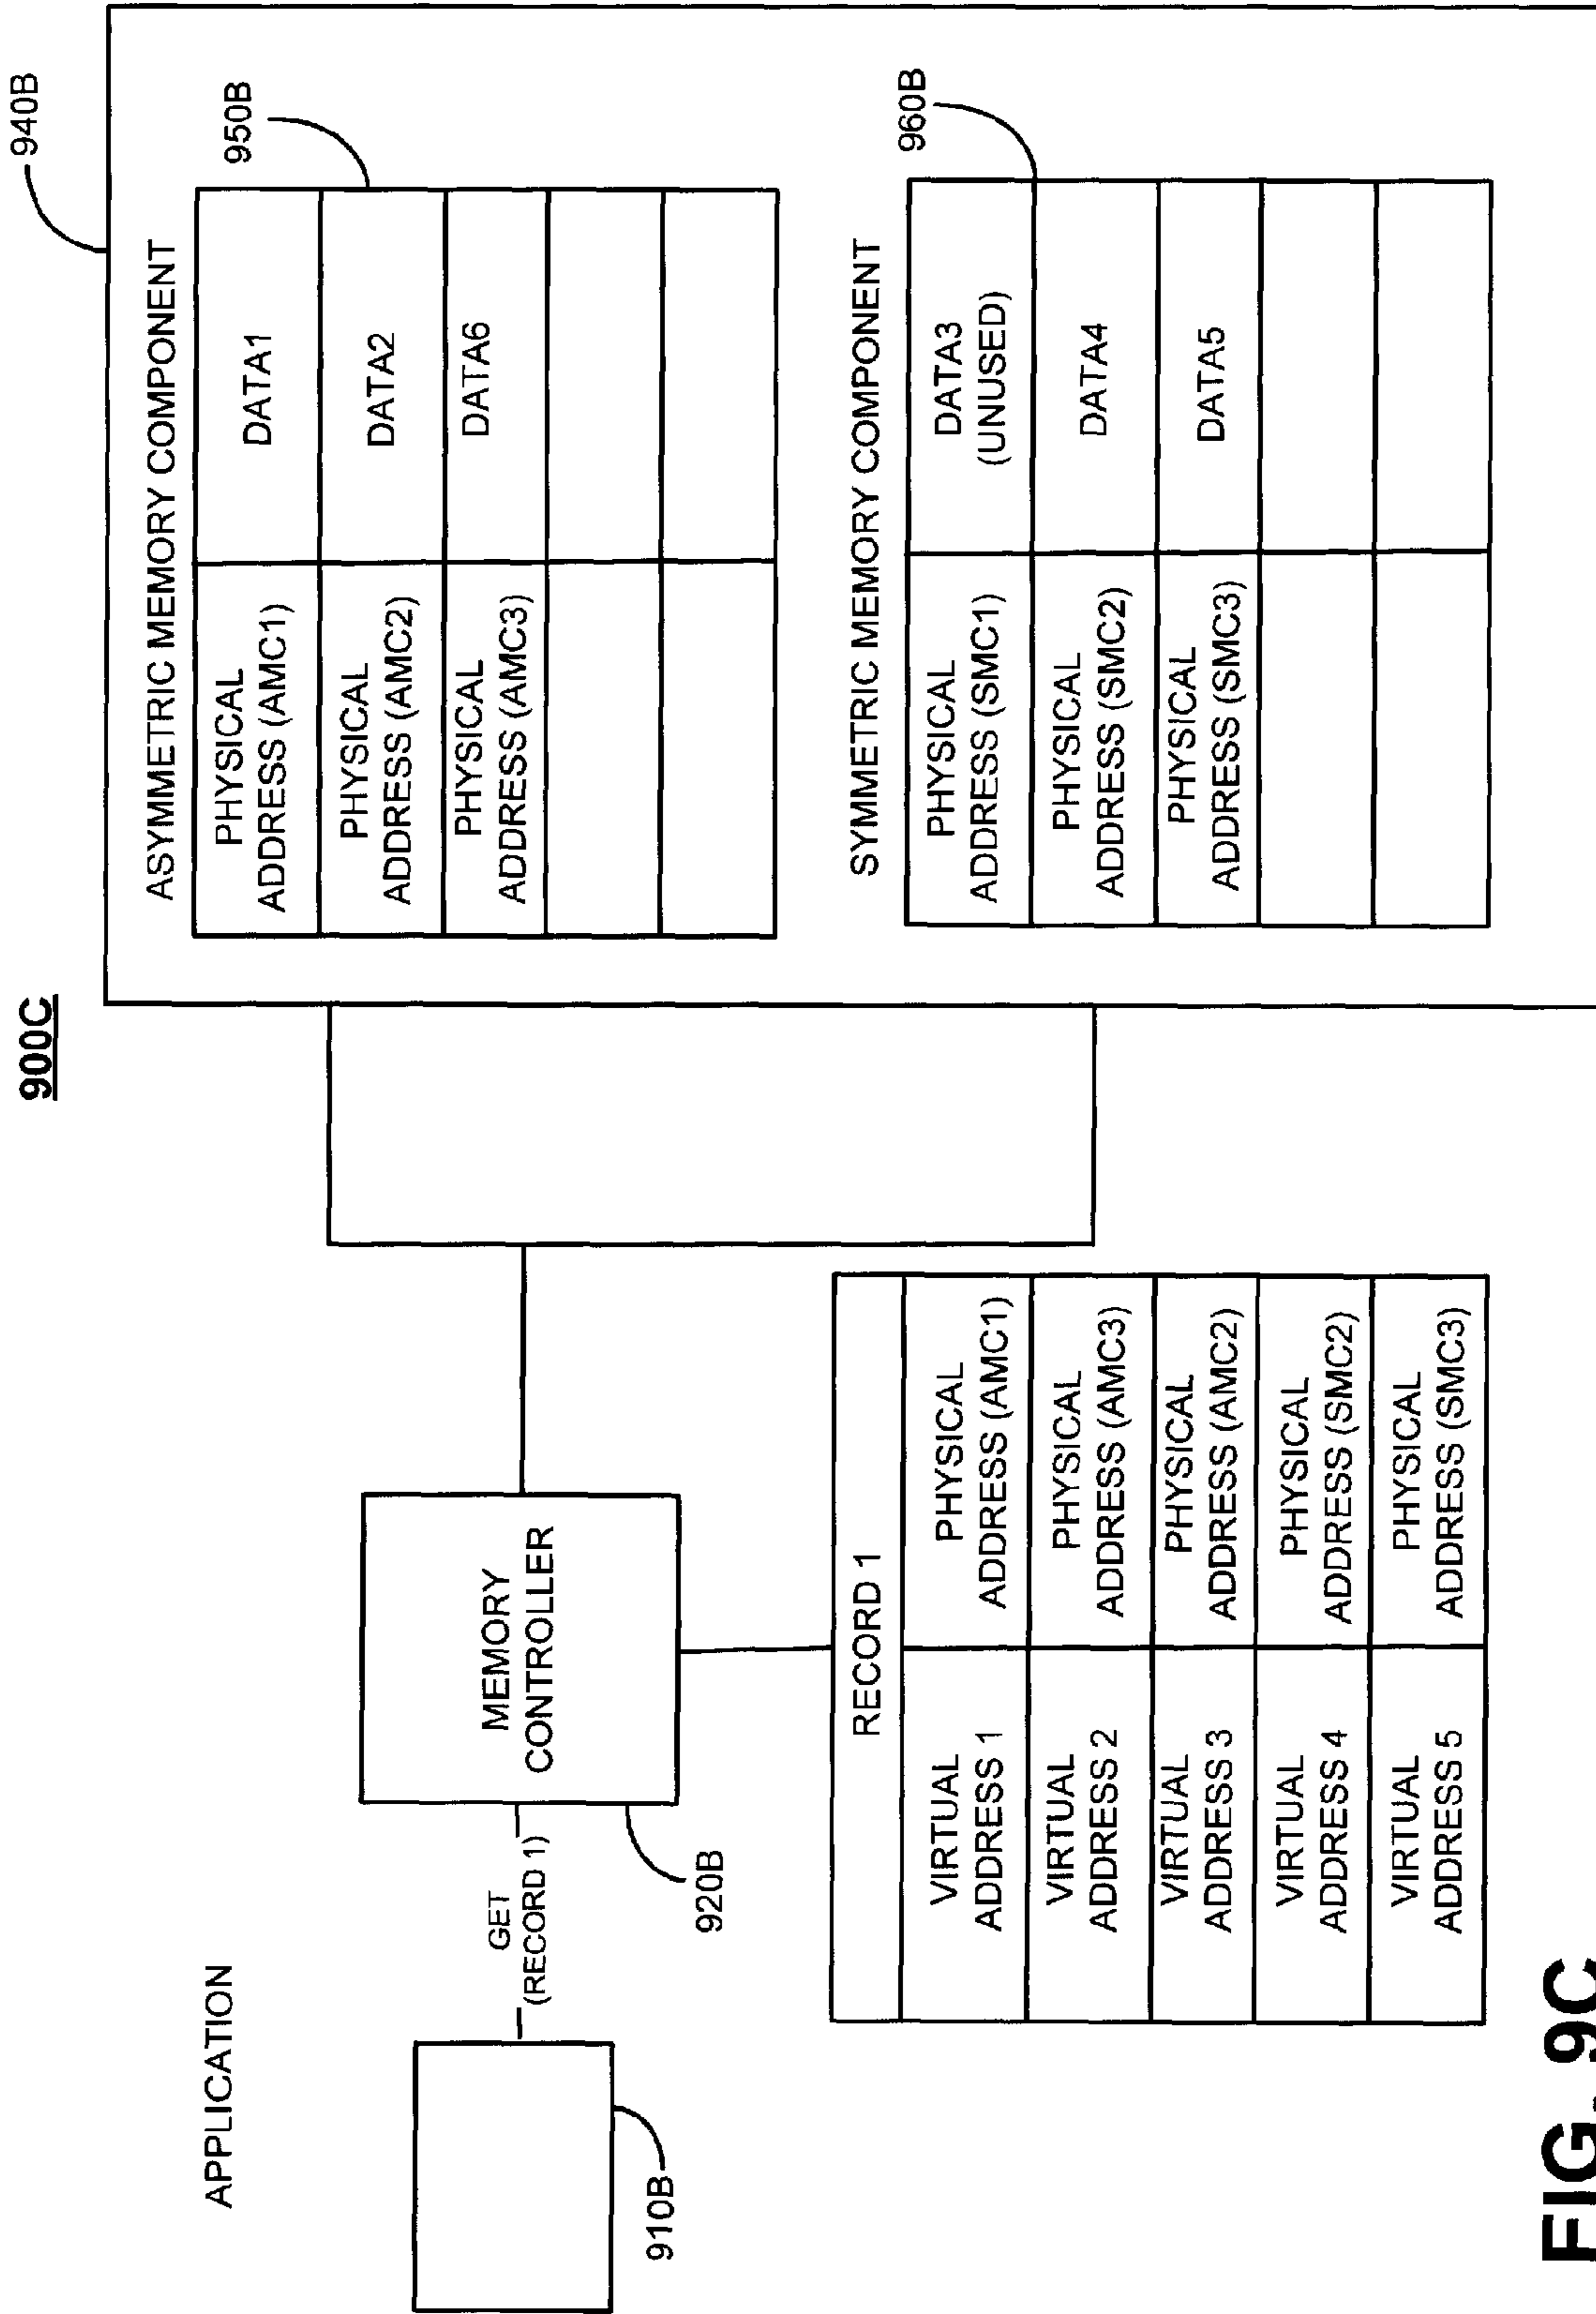 900C
940B
ASYMMETRIC MEMORY COMPONENT
950B
PHYSICAL
ADDRESS (AMC1)
DATA1
PHYSICAL
ADDRESS (AMC2)
DATA2
PHYSICAL
ADDRESS (AMC3)
DATA6
SYMMETRIC MEMORY COMPONENT
960B
PHYSICAL
ADDRESS (SMC1)
DATA3
(UNUSED)
PHYSICAL
ADDRESS (SMC2)
DATA4
PHYSICAL
ADDRESS (SMC3)
DATA5
APPLICATION
910B
GET
(RECORD 1)
MEMORY
CONTROLLER
920B
RECORD 1
VIRTUAL
ADDRESS 1
PHYSICAL
ADDRESS (AMC1)
VIRTUAL
ADDRESS 2
PHYSICAL
ADDRESS (AMC3)
VIRTUAL
ADDRESS 3
PHYSICAL
ADDRESS (AMC2)
VIRTUAL
ADDRESS 4
PHYSICAL
ADDRESS (SMC2)
VIRTUAL
ADDRESS 5
PHYSICAL
ADDRESS (SMC3)
FIG. 9C